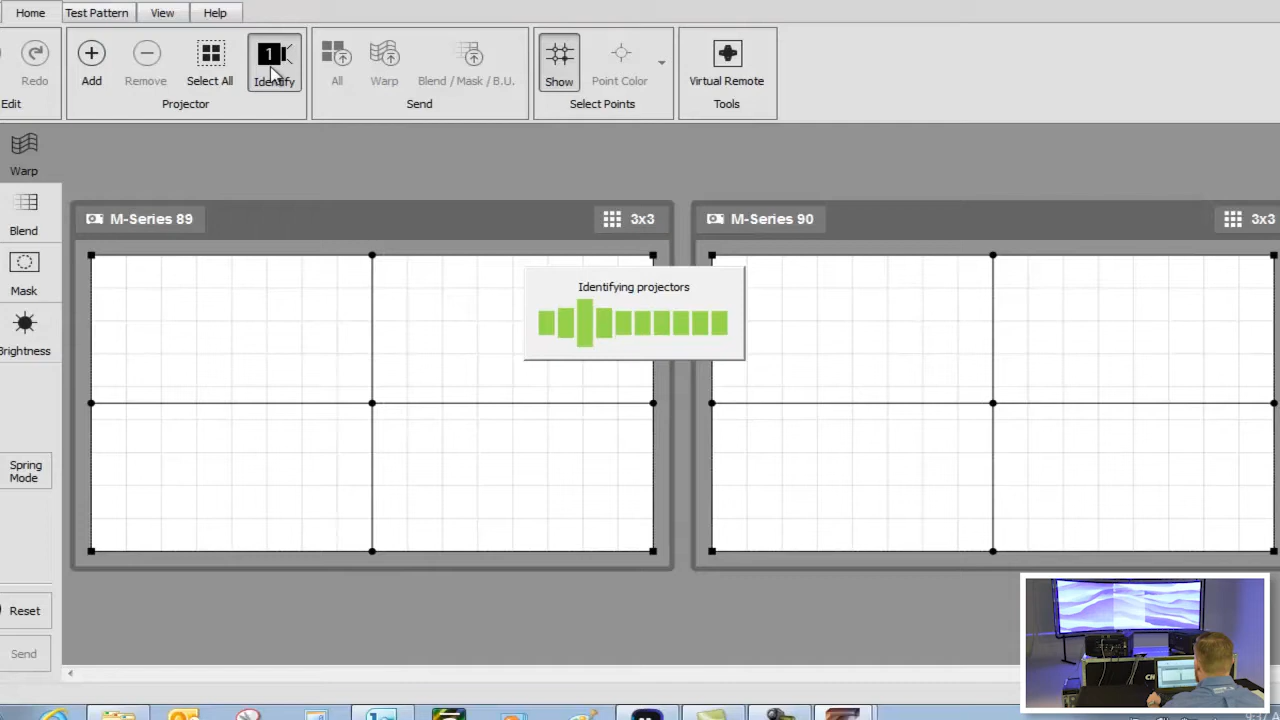 Home Test Pattern View Help
1
Redo Add Remove Select All Identify All Warp Blend / Mask / B.U. Show Point Color Virtual Remote
Edit Projector Send Select Points Tools
Warp
Blend
Mask
Brightness
Spring
Mode
Reset
Send
M-Series 89 3x3
M-Series 90 3x3
Identifying projectors
CH